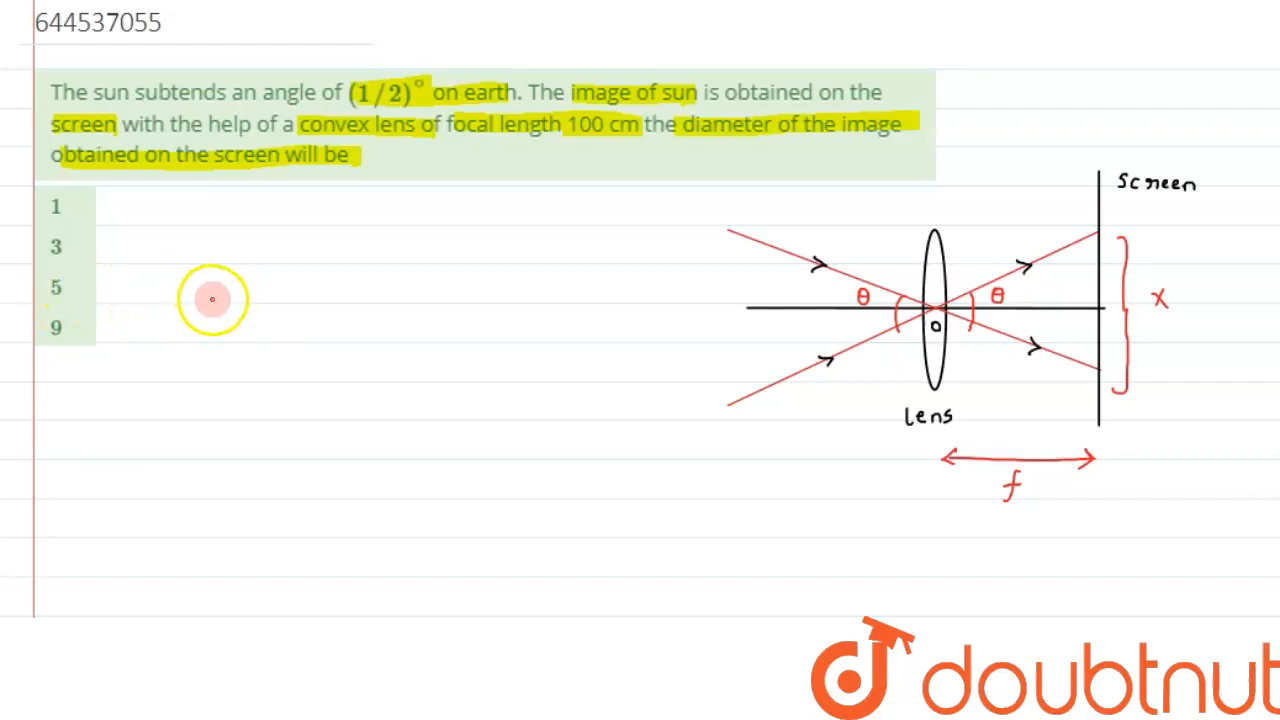 644537055
The sun subtends an angle of (1/2)° on earth. The image of sun is obtained on the
screen with the help of a convex lens of focal length 100 cm the diameter of the image
obtained on the screen will be
1
3
5
9
screen
θ
θ
x
o
lens
f
doubtnut